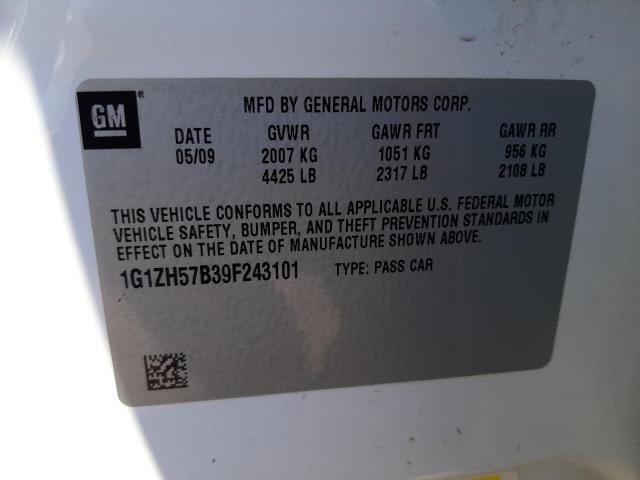 GM® MFD BY GENERAL MOTORS CORP.
DATE GVWR GAWR FRT GAWR RR
05/09 2007 KG 1051 KG 956 KG
4425 LB 2317 LB 2108 LB
THIS VEHICLE CONFORMS TO ALL APPLICABLE U.S. FEDERAL MOTOR
VEHICLE SAFETY, BUMPER, AND THEFT PREVENTION STANDARDS IN
EFFECT ON THE DATE OF MANUFACTURE SHOWN ABOVE.
1G1ZH57B39F243101 TYPE: PASS CAR